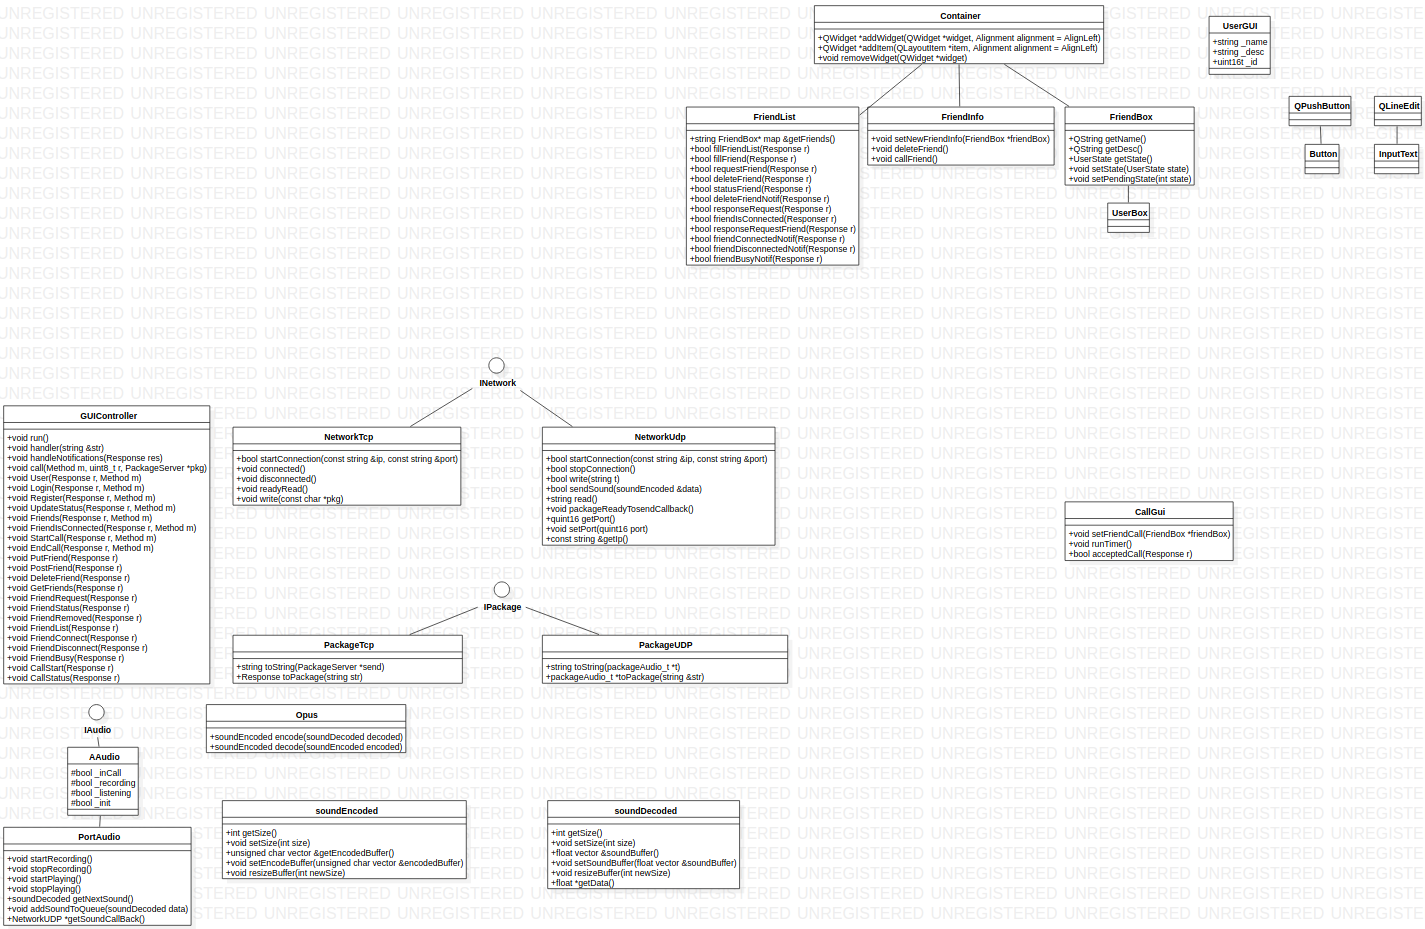 Container
+QWidget *addWidget(QWidget *widget, Alignment alignment = AlignLeft)
+QWidget *addItem(QLayoutItem *item, Alignment alignment = AlignLeft)
+void removeWidget(QWidget *widget)
UserGUI
+string _name
+string _desc
+uint16t _id
QPushButton
QLineEdit
Button
InputText
FriendList
+string FriendBox* map &getFriends()
+bool fillFriendList(Response r)
+bool fillFriend(Response r)
+bool requestFriend(Response r)
+bool deleteFriend(Response r)
+bool statusFriend(Response r)
+bool deleteFriendNotif(Response r)
+bool responseRequest(Response r)
+bool friendIsConnected(Responser r)
+bool responseRequestFriend(Response r)
+bool friendConnectedNotif(Response r)
+bool friendDisconnectedNotif(Response r)
+bool friendBusyNotif(Response r)
FriendInfo
+void setNewFriendInfo(FriendBox *friendBox)
+void deleteFriend()
+void callFriend()
FriendBox
+QString getName()
+QString getDesc()
+UserState getState()
+void setState(UserState state)
+void setPendingState(int state)
UserBox
INetwork
GUIController
+void run()
+void handler(string &str)
+void handleNotifications(Response res)
+void call(Method m, uint8_t r, PackageServer *pkg)
+void User(Response r, Method m)
+void Login(Response r, Method m)
+void Register(Response r, Method m)
+void UpdateStatus(Response r, Method m)
+void Friends(Response r, Method m)
+void FriendIsConnected(Response r, Method m)
+void StartCall(Response r, Method m)
+void EndCall(Response r, Method m)
+void PutFriend(Response r)
+void PostFriend(Response r)
+void DeleteFriend(Response r)
+void GetFriends(Response r)
+void FriendRequest(Response r)
+void FriendStatus(Response r)
+void FriendRemoved(Response r)
+void FriendList(Response r)
+void FriendConnect(Response r)
+void FriendDisconnect(Response r)
+void FriendBusy(Response r)
+void CallStart(Response r)
+void CallStatus(Response r)
NetworkTcp
+bool startConnection(const string &ip, const string &port)
+void connected()
+void disconnected()
+void readyRead()
+void write(const char *pkg)
NetworkUdp
+bool startConnection(const string &ip, const string &port)
+bool stopConnection()
+bool write(string t)
+bool sendSound(soundEncoded &data)
+string read()
+void packageReadyTosendCallback()
+quint16 getPort()
+void setPort(quint16 port)
+const string &getIp()
CallGui
+void setFriendCall(FriendBox *friendBox)
+void runTimer()
+bool acceptedCall(Response r)
IPackage
PackageTcp
+string toString(PackageServer *send)
+Response toPackage(string str)
PackageUDP
+string toString(packageAudio_t *t)
+packageAudio_t *toPackage(string &str)
IAudio
AAudio
#bool _inCall
#bool _recording
#bool _listening
#bool _init
Opus
+soundEncoded encode(soundDecoded decoded)
+soundEncoded decode(soundEncoded encoded)
PortAudio
+void startRecording()
+void stopRecording()
+void startPlaying()
+void stopPlaying()
+soundDecoded getNextSound()
+void addSoundToQueue(soundDecoded data)
+NetworkUDP *getSoundCallBack()
soundEncoded
+int getSize()
+void setSize(int size)
+unsigned char vector &getEncodedBuffer()
+void setEncodeBuffer(unsigned char vector &encodedBuffer)
+void resizeBuffer(int newSize)
soundDecoded
+int getSize()
+void setSize(int size)
+float vector &soundBuffer()
+void setSoundBuffer(float vector &soundBuffer)
+void resizeBuffer(int newSize)
+float *getData()